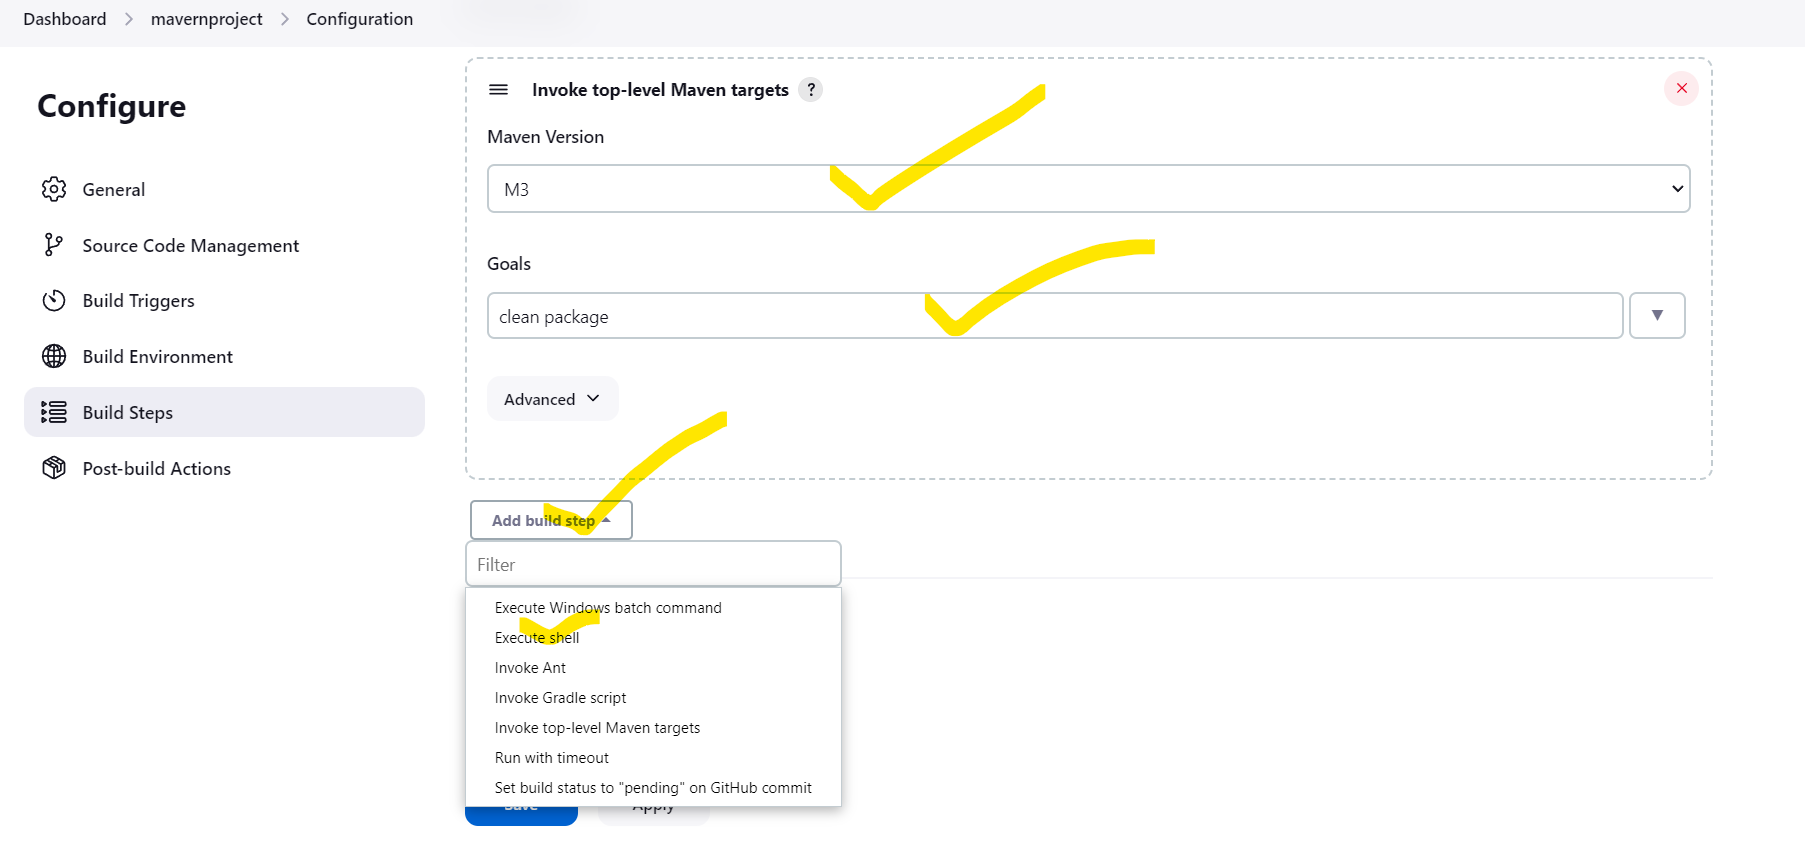 Dashboard > mavernproject > Configuration
Configure
General
Source Code Management
Build Triggers
Build Environment
Build Steps
Post-build Actions
Invoke top-level Maven targets ?
Maven Version
M3
Goals
clean package
Advanced
Add build step
Filter
Execute Windows batch command
Execute shell
Invoke Ant
Invoke Gradle script
Invoke top-level Maven targets
Run with timeout
Set build status to "pending" on GitHub commit
Save
Apply